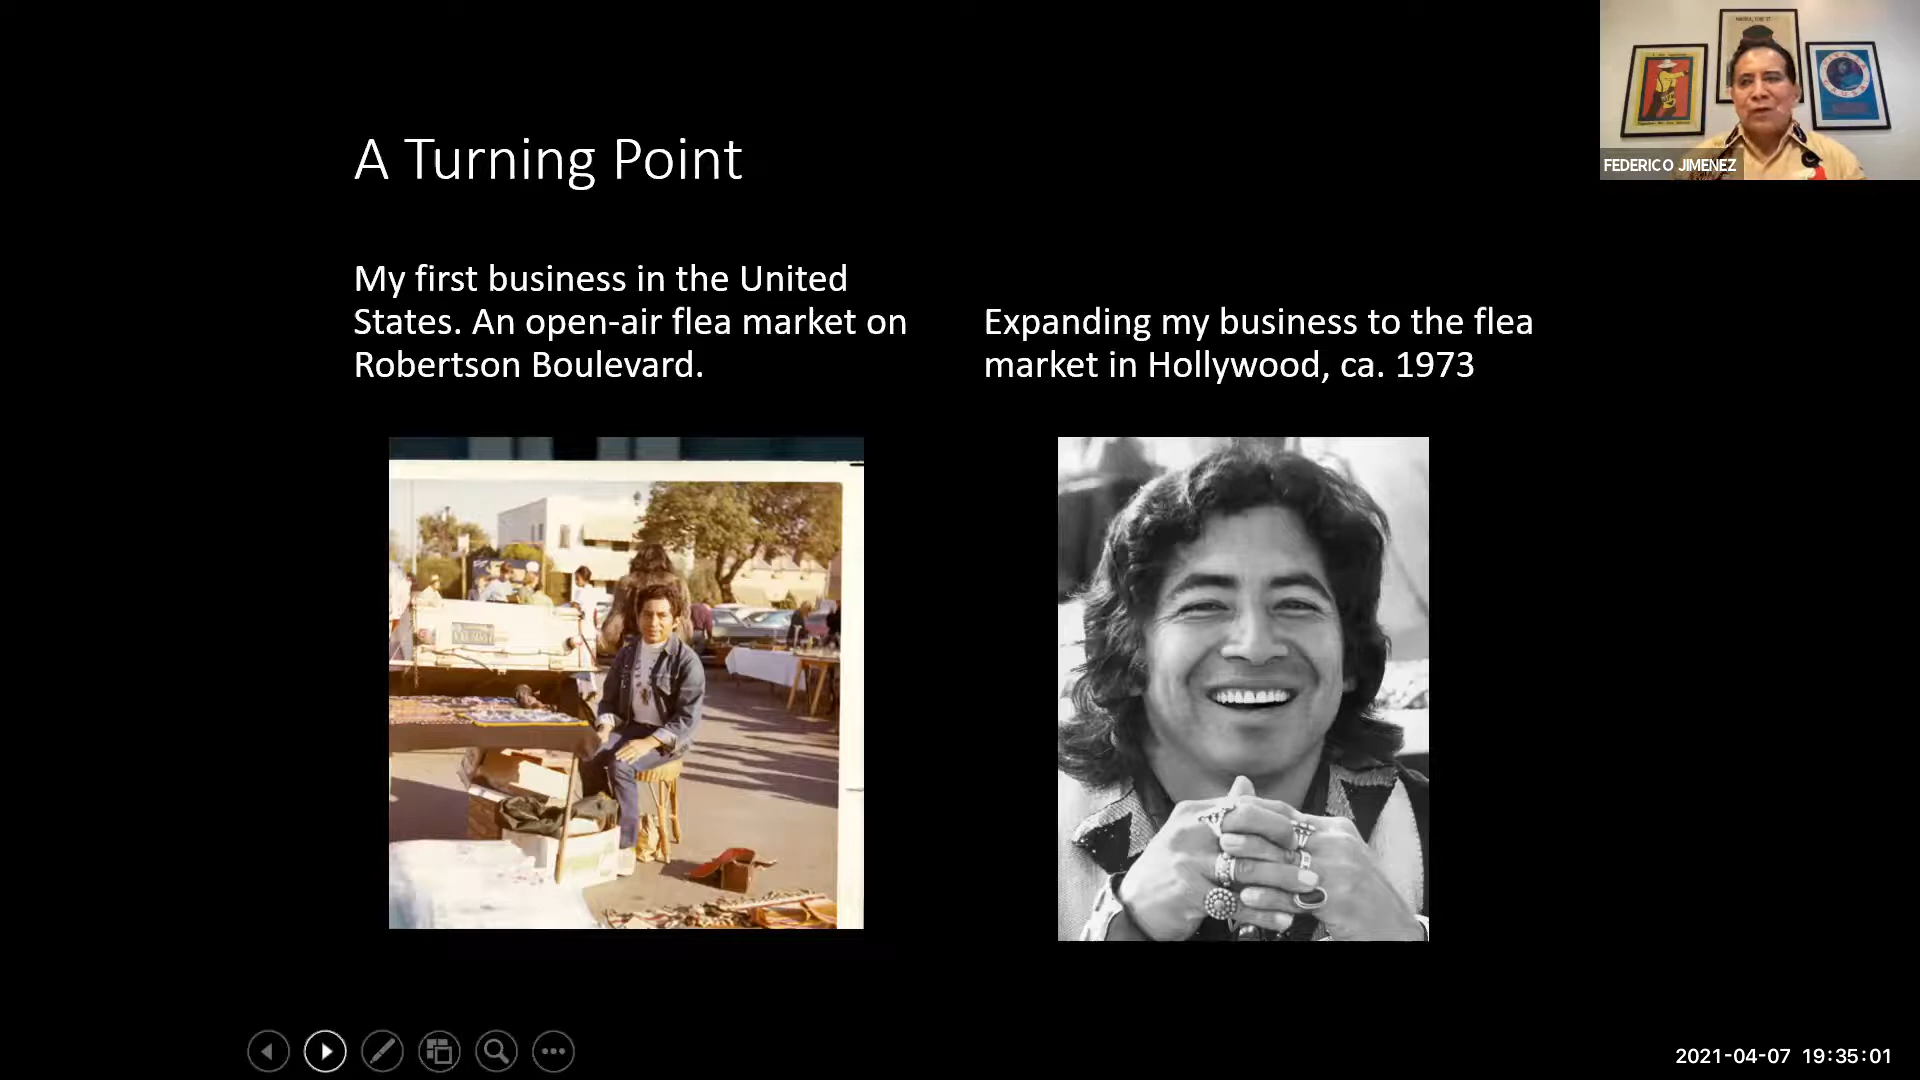 A Turning Point
My first business in the United
States. An open-air flea market on
Robertson Boulevard.
Expanding my business to the flea
market in Hollywood, ca. 1973
FEDERICO JIMENEZ
2021-04-07 19:35:01